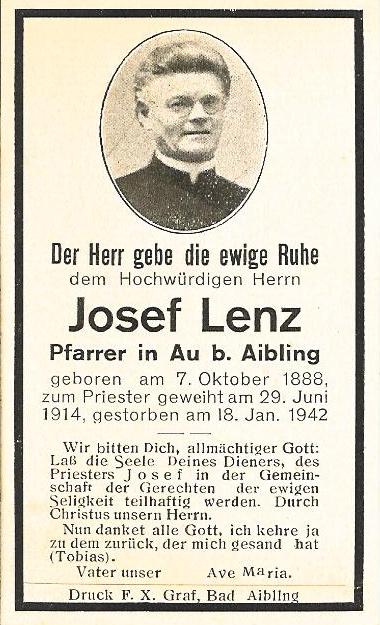 Der Herr gebe die ewige Ruhe
dem Hochwürdigen Herrn
Josef Lenz
Pfarrer in Au b. Aibling
geboren am 7. Oktober 1888,
zum Priester geweiht am 29. Juni
1914, gestorben am 18. Jan. 1942
Wir bitten Dich, allmächtiger Gott:
Laß die Seele Deines Dieners, des
Priesters Josef in der Gemein-
schaft der Gerechten der ewigen
Seligkeit teilhaftig werden. Durch
Christus unsern Herrn.
Nun danket alle Gott, ich kehre ja
zu dem zurück, der mich gesand hat
(Tobias).
Vater unser Ave Maria.
Druck F. X. Graf, Bad Aibling